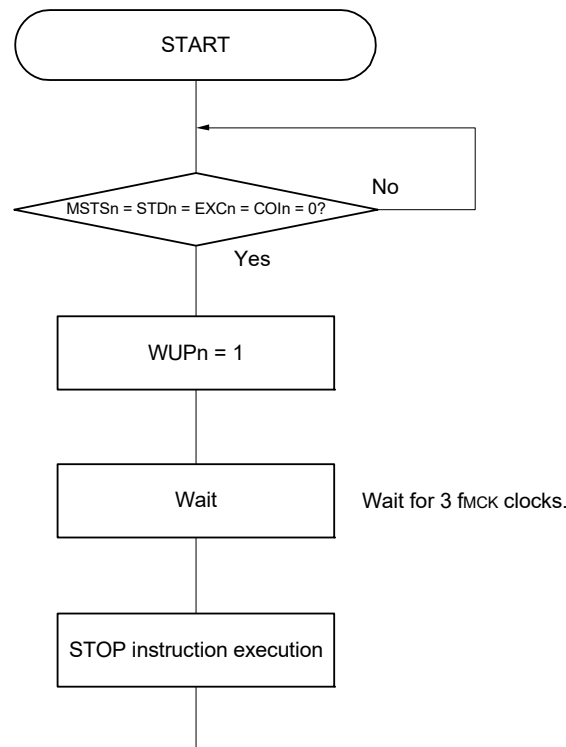 START
No
MSTSn = STDn = EXCn = COIn = 0?
Yes
WUPn = 1
Wait
Wait for 3 fMCK clocks.
STOP instruction execution